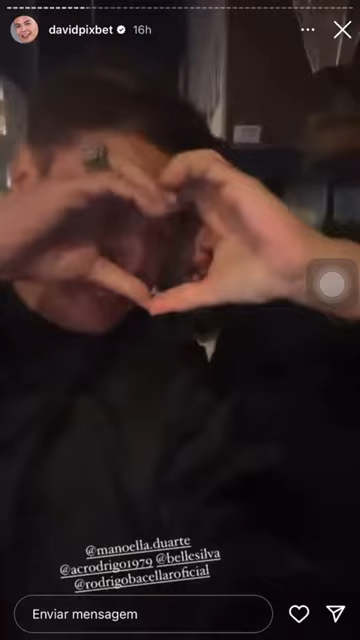 davidpixbet 16h
@manoella.duarte
@acrodrigo1979 @bellesilva
@rodrigobacellaroficial
Enviar mensagem